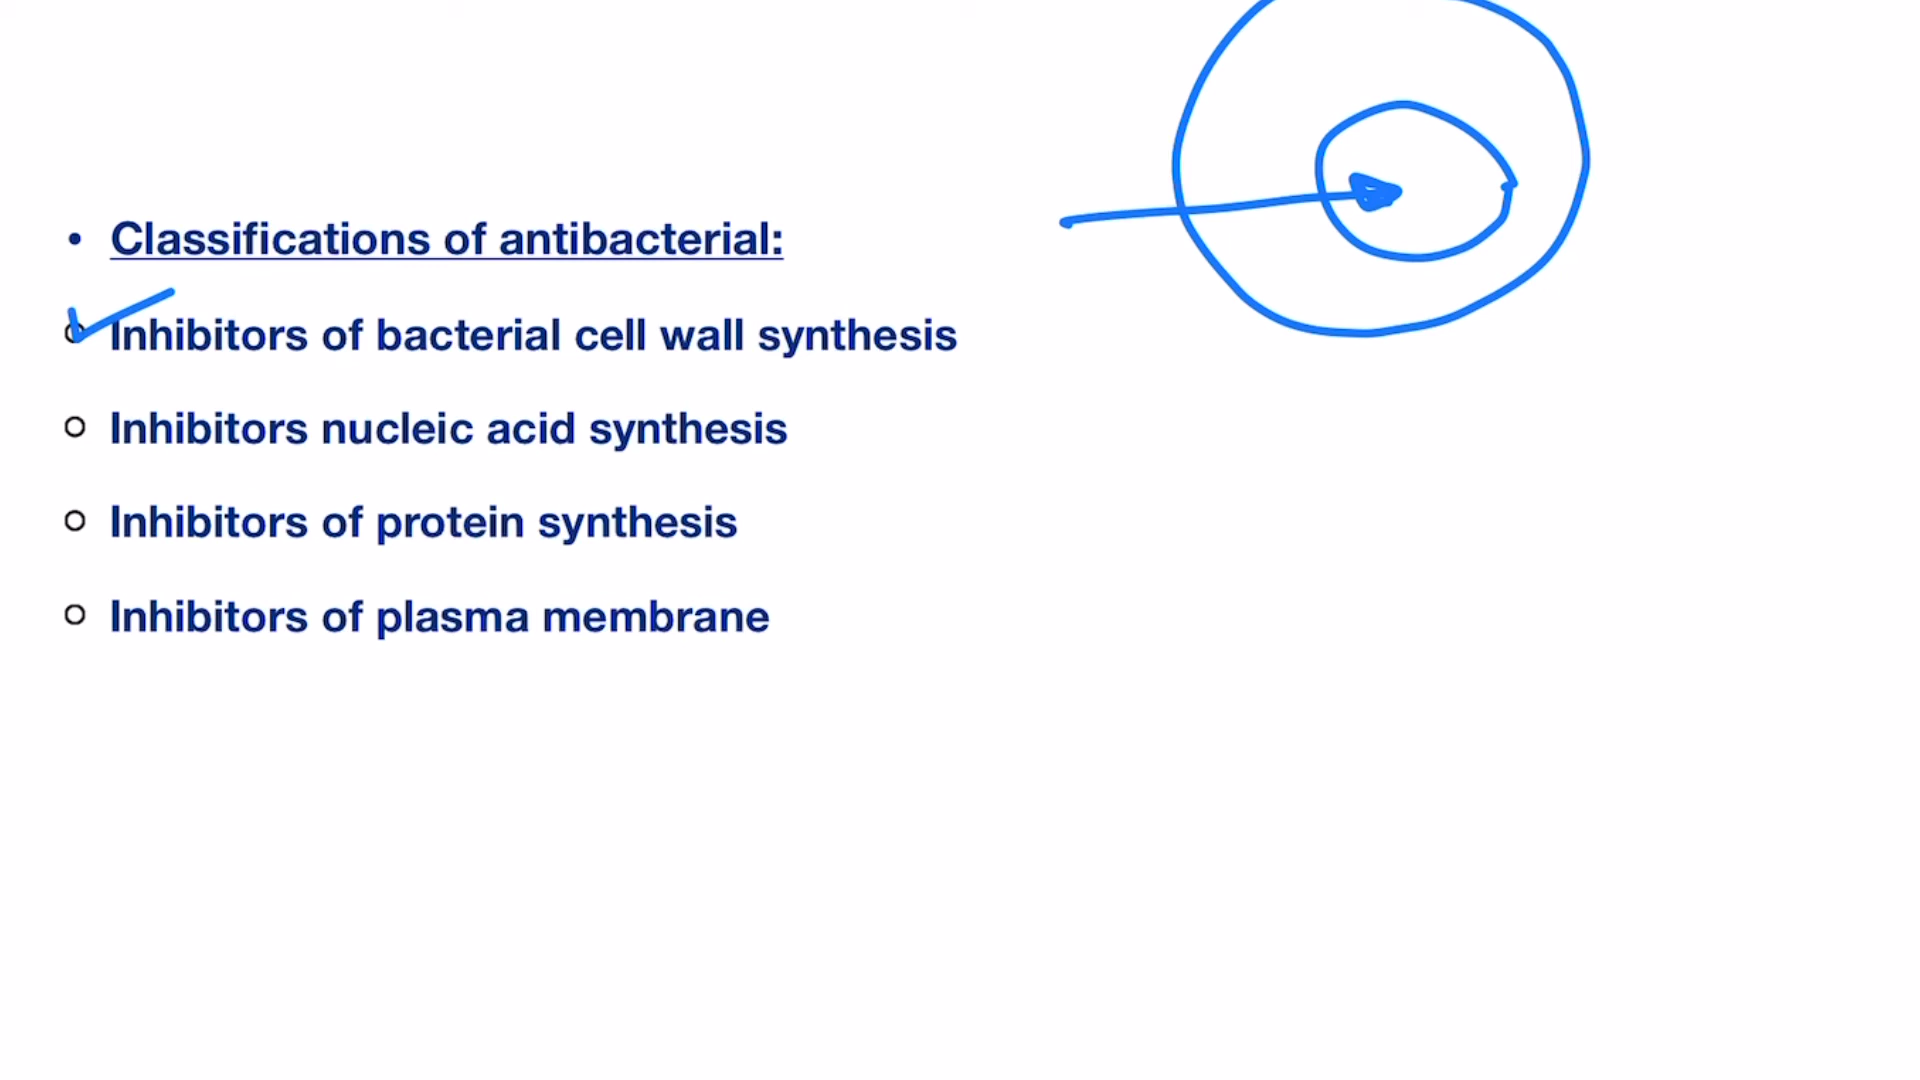 • Classifications of antibacterial:
○ Inhibitors of bacterial cell wall synthesis
○ Inhibitors nucleic acid synthesis
○ Inhibitors of protein synthesis
○ Inhibitors of plasma membrane